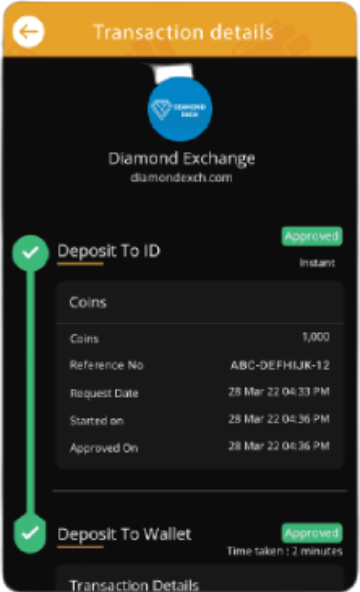 Transaction details
DIAMOND
EXCH
Diamond Exchange
diamondexch.com
Deposit To ID
Approved
Instant
Coins
Coins 1,000
Reference No ABC-DEFHIJK-12
Request Date 28 Mar 22 04:33 PM
Started on 28 Mar 22 04:36 PM
Approved On 28 Mar 22 04:36 PM
Deposit To Wallet
Approved
Time taken : 2 minutes
Transaction Details